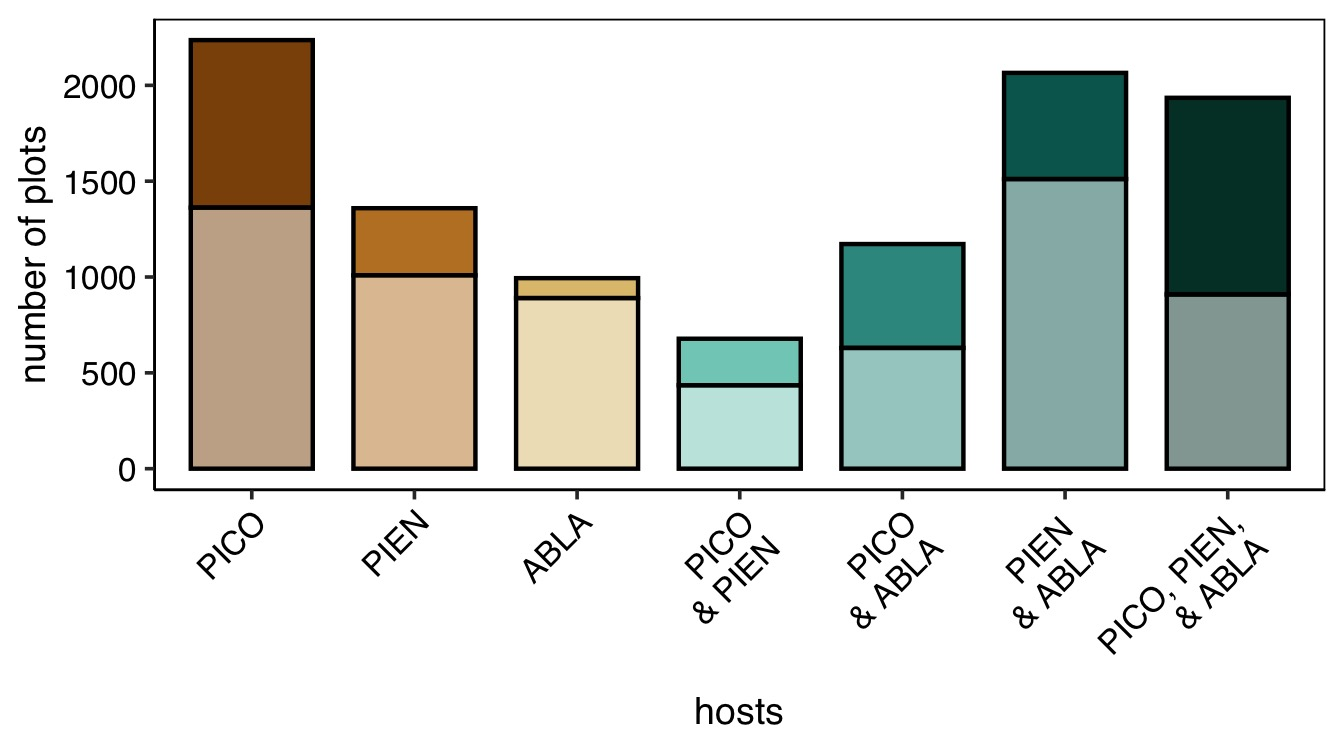 number of plots
2000
1500
1000
500
0
PICO
PIEN
ABLA
PICO
& PIEN
PICO
& ABLA
PIEN
& ABLA
PICO, PIEN,
& ABLA
hosts